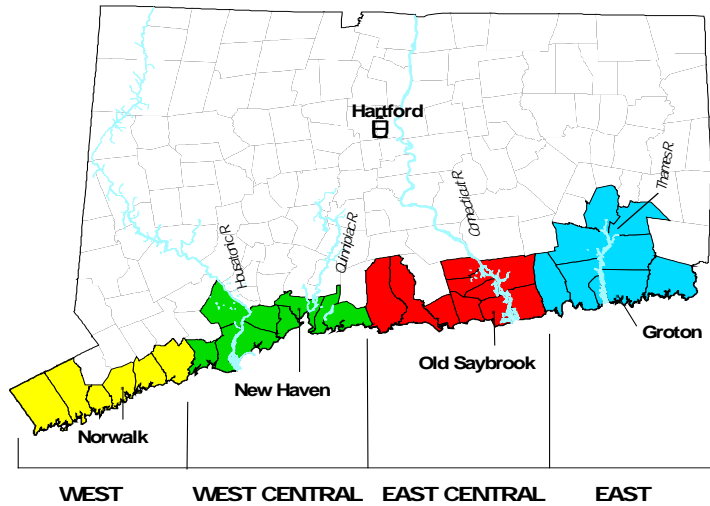 Hartford
Thames R
Connecticut R
Housatonic R
Quinnipiac R
Groton
Old Saybrook
New Haven
Norwalk
WEST
WEST CENTRAL
EAST CENTRAL
EAST